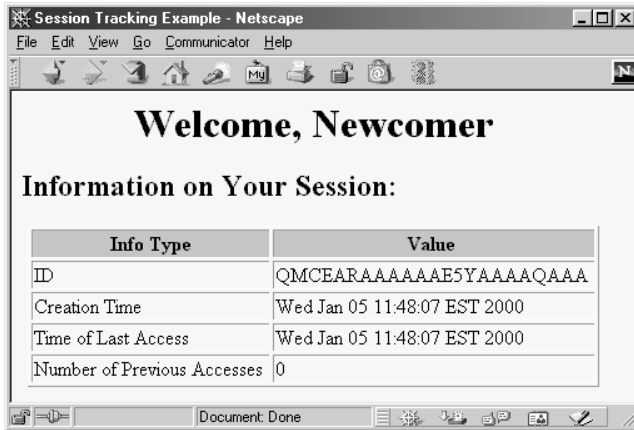 Session Tracking Example - Netscape
File Edit View Go Communicator Help
My
N
Welcome, Newcomer
Information on Your Session:
Info Type Value
ID QMCEARAAAAAAE5YAAAAQAAA
Creation Time Wed Jan 05 11:48:07 EST 2000
Time of Last Access Wed Jan 05 11:48:07 EST 2000
Number of Previous Accesses 0
Document: Done